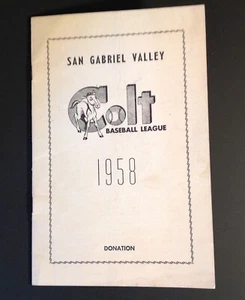 SAN GABRIEL VALLEY
Colt
BASEBALL LEAGUE
1958
DONATION